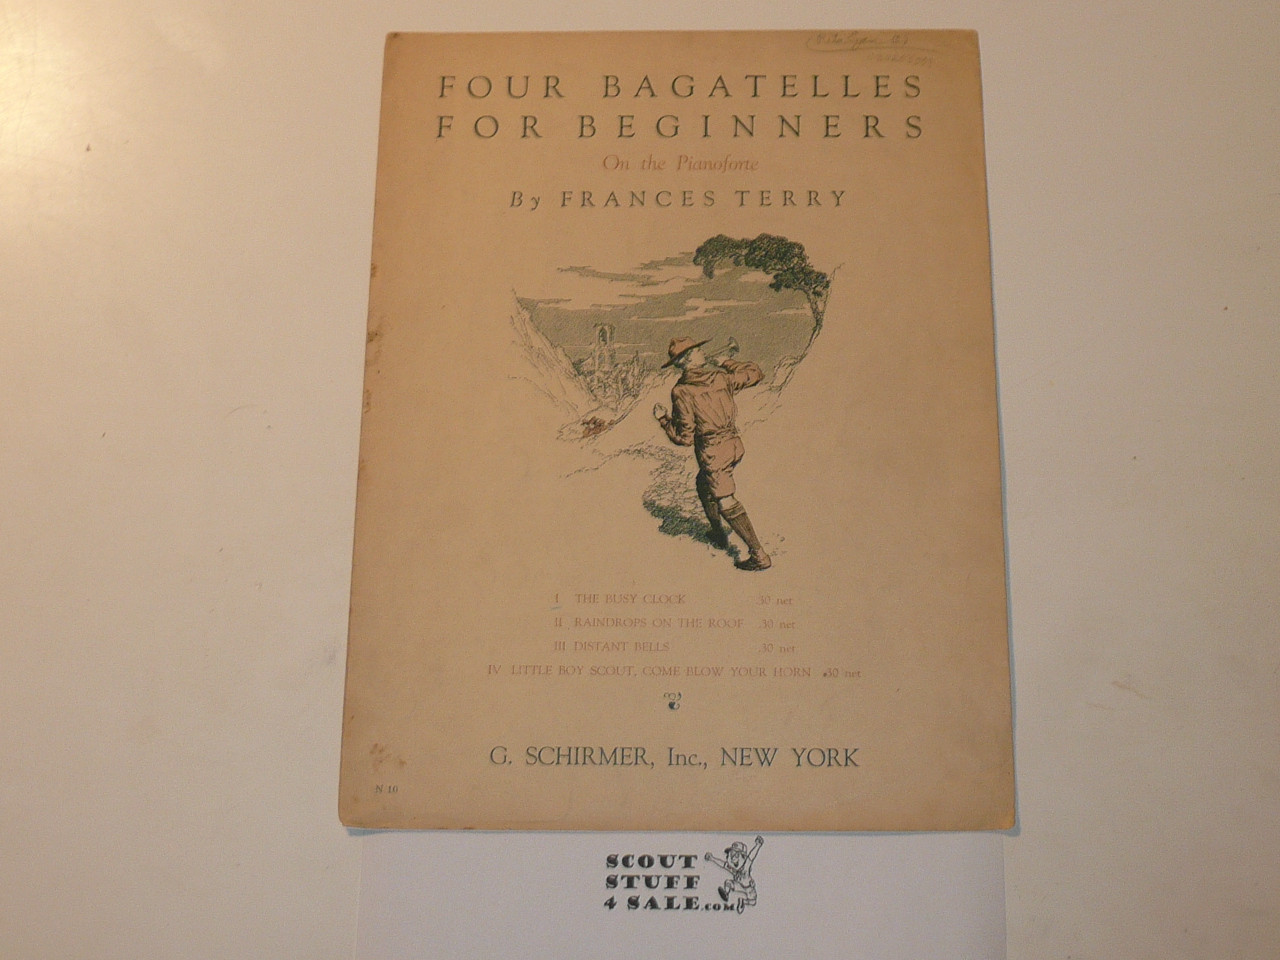 FOUR BAGATELLES
FOR BEGINNERS
On the Pianoforte
By FRANCES TERRY
I THE BUSY CLOCK .30 net
II RAINDROPS ON THE ROOF .30 net
III DISTANT BELLS .30 net
IV LITTLE BOY SCOUT, COME BLOW YOUR HORN .30 net
G. SCHIRMER, Inc., NEW YORK
N 10
SCOUT
STUFF
4 SALE.com